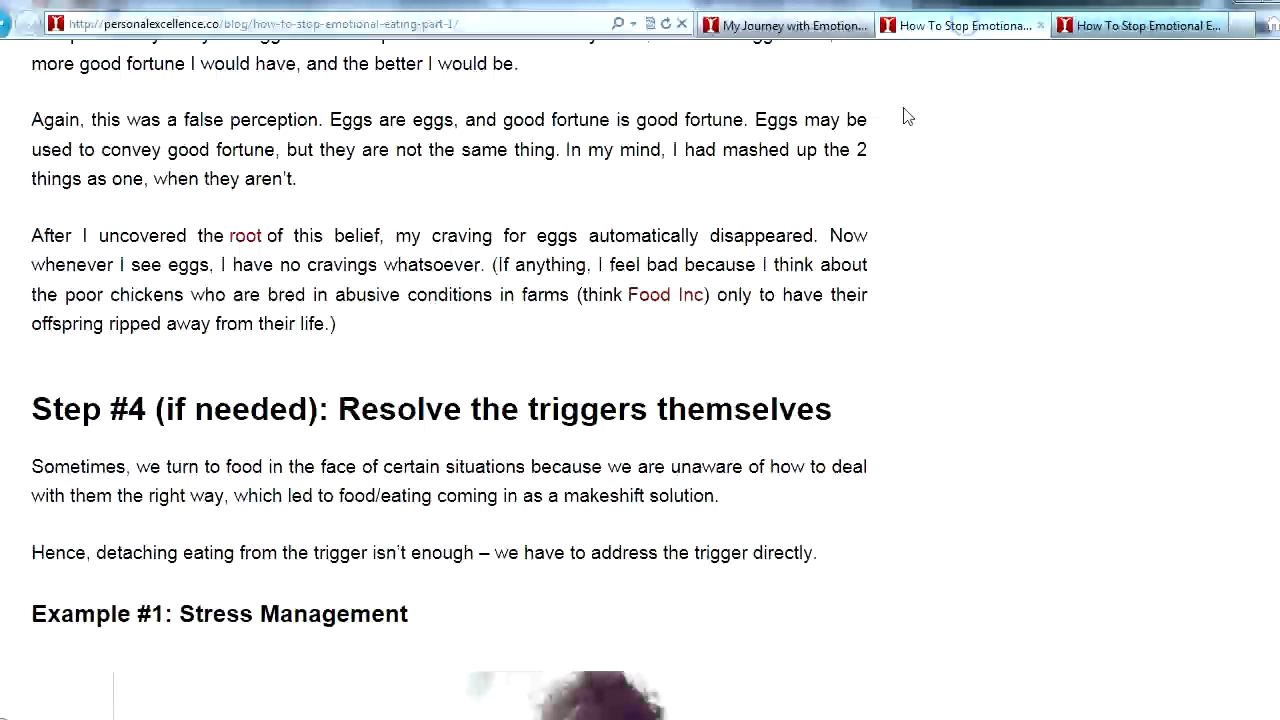 http://personalexcellence.co/blog/how-to-stop-emotional-eating-part-1/
My Journey with Emotion...
How To Stop Emotiona...
How To Stop Emotional E...
more good fortune I would have, and the better I would be.
Again, this was a false perception. Eggs are eggs, and good fortune is good fortune. Eggs may be
used to convey good fortune, but they are not the same thing. In my mind, I had mashed up the 2
things as one, when they aren't.
After I uncovered the root of this belief, my craving for eggs automatically disappeared. Now
whenever I see eggs, I have no cravings whatsoever. (If anything, I feel bad because I think about
the poor chickens who are bred in abusive conditions in farms (think Food Inc) only to have their
offspring ripped away from their life.)
Step #4 (if needed): Resolve the triggers themselves
Sometimes, we turn to food in the face of certain situations because we are unaware of how to deal
with them the right way, which led to food/eating coming in as a makeshift solution.
Hence, detaching eating from the trigger isn't enough – we have to address the trigger directly.
Example #1: Stress Management